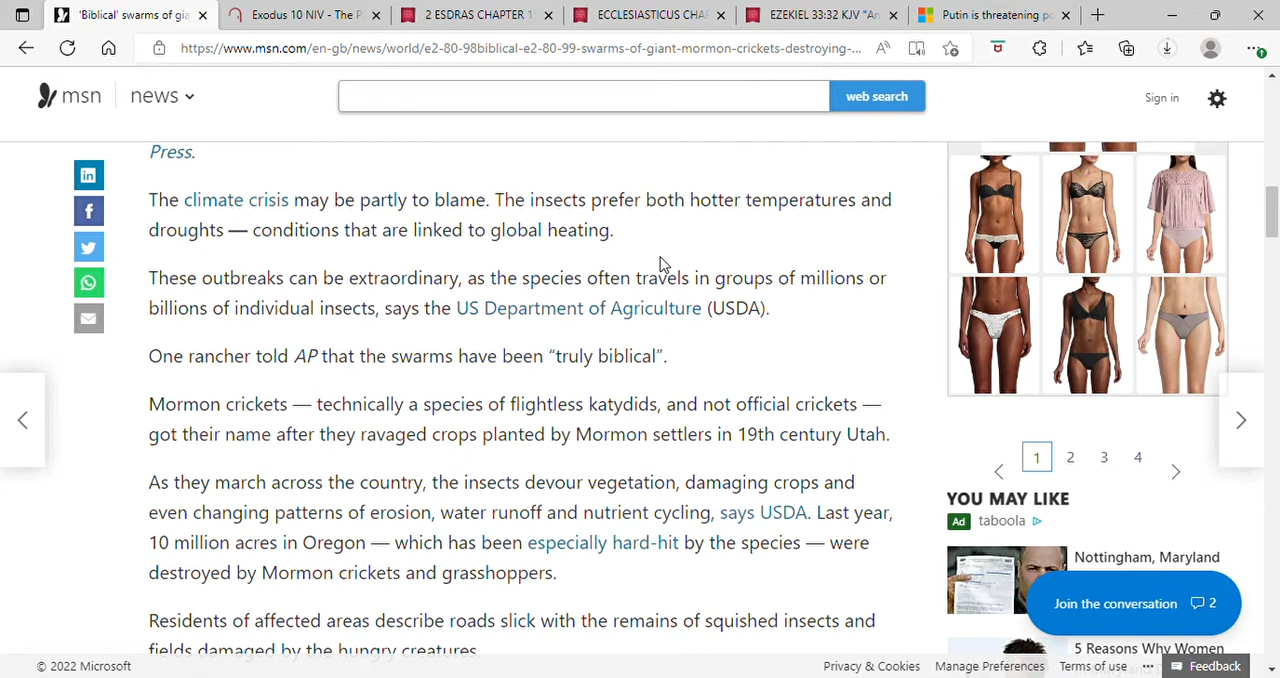 'Biblical' swarms of gia
Exodus 10 NIV - The P
2 ESDRAS CHAPTER 1
ECCLESIASTICUS CHA
EZEKIEL 33:32 KJV "An
Putin is threatening po
https://www.msn.com/en-gb/news/world/e2-80-98biblical-e2-80-99-swarms-of-giant-mormon-crickets-destroying-...
msn
news
web search
Sign in
Press.
The climate crisis may be partly to blame. The insects prefer both hotter temperatures and
droughts — conditions that are linked to global heating.
These outbreaks can be extraordinary, as the species often travels in groups of millions or
billions of individual insects, says the US Department of Agriculture (USDA).
One rancher told AP that the swarms have been “truly biblical”.
Mormon crickets — technically a species of flightless katydids, and not official crickets —
got their name after they ravaged crops planted by Mormon settlers in 19th century Utah.
As they march across the country, the insects devour vegetation, damaging crops and
even changing patterns of erosion, water runoff and nutrient cycling, says USDA. Last year,
10 million acres in Oregon — which has been especially hard-hit by the species — were
destroyed by Mormon crickets and grasshoppers.
Residents of affected areas describe roads slick with the remains of squished insects and
fields damaged by the hungry creatures.
1 2 3 4
YOU MAY LIKE
Ad taboola
Nottingham, Maryland
Join the conversation 2
5 Reasons Why Women
© 2022 Microsoft
Privacy & Cookies
Manage Preferences
Terms of use
...
Feedback